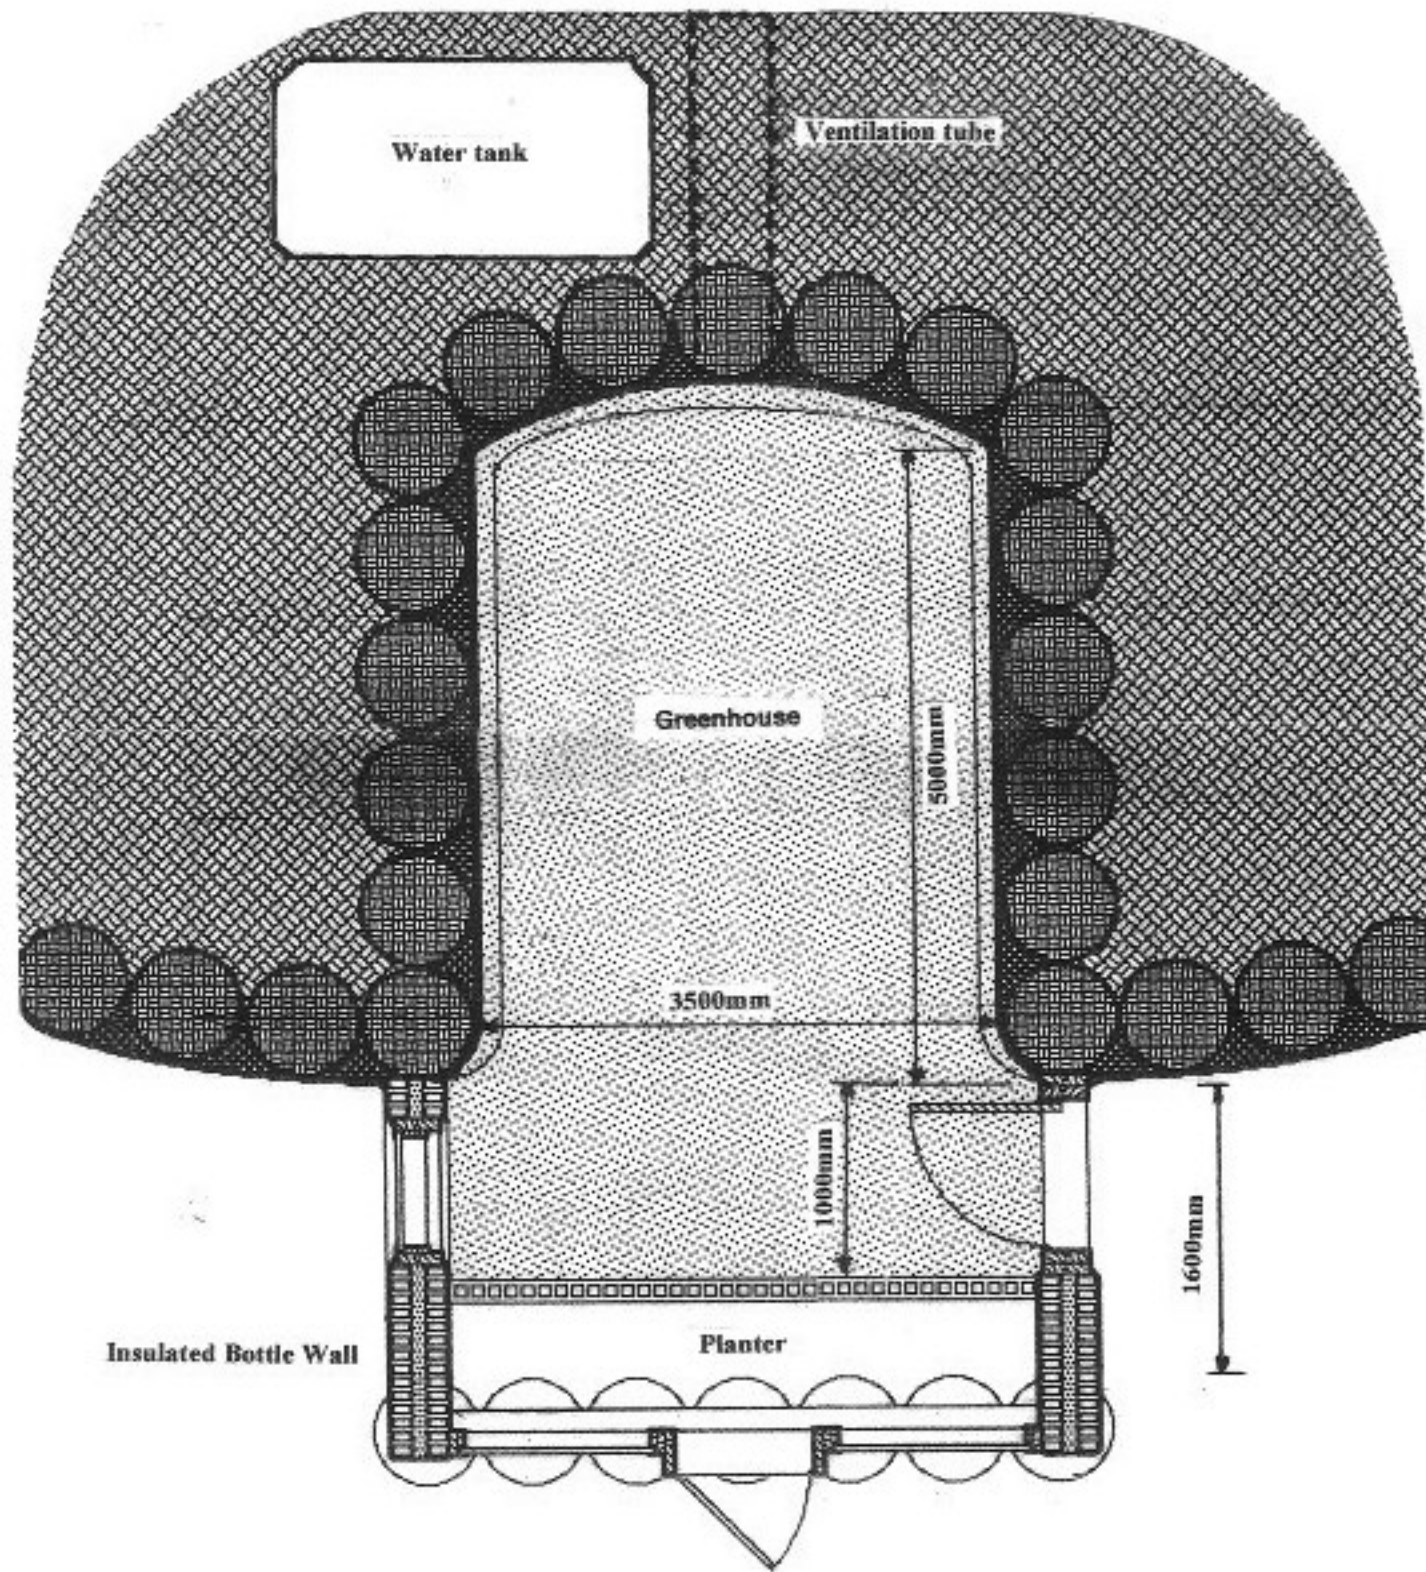 Water tank
Ventilation tube
Greenhouse
5000mm
3500mm
1000mm
1600mm
Insulated Bottle Wall
Planter